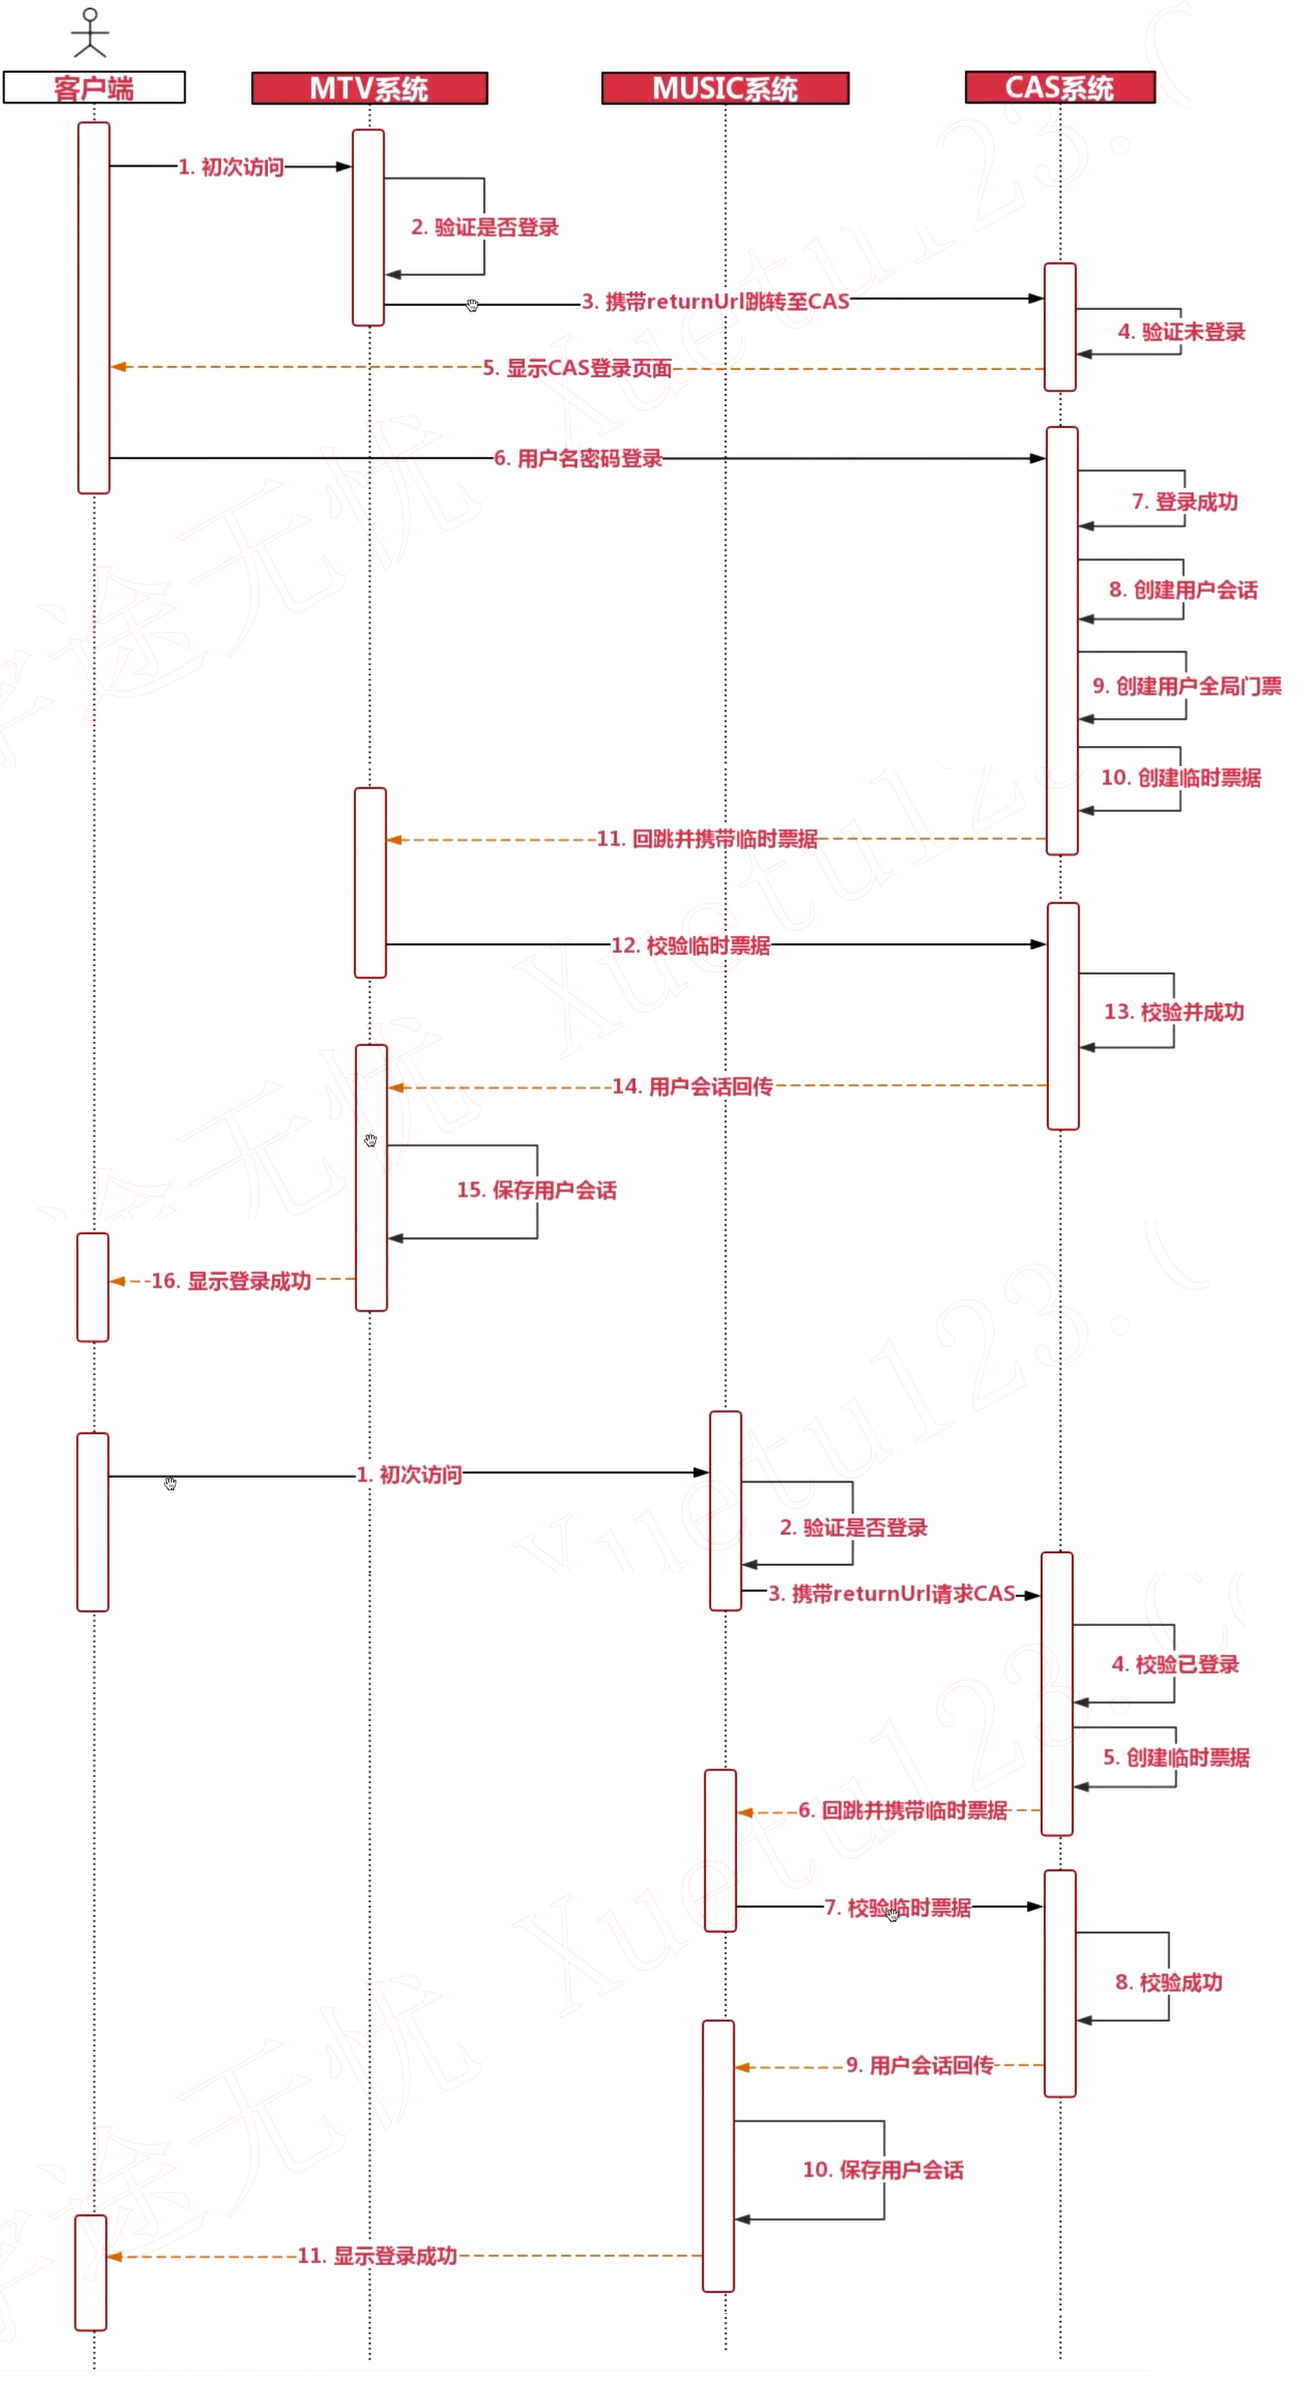 客户端
MTV系统
MUSIC系统
CAS系统
1. 初次访问
2. 验证是否登录
3. 携带returnUrl跳转至CAS
4. 验证未登录
5. 显示CAS登录页面
6. 用户名密码登录
7. 登录成功
8. 创建用户会话
9. 创建用户全局门票
10. 创建临时票据
11. 回跳并携带临时票据
12. 校验临时票据
13. 校验并成功
14. 用户会话回传
15. 保存用户会话
16. 显示登录成功
1. 初次访问
2. 验证是否登录
3. 携带returnUrl请求CAS
4. 校验已登录
5. 创建临时票据
6. 回跳并携带临时票据
7. 校验临时票据
8. 校验成功
9. 用户会话回传
10. 保存用户会话
11. 显示登录成功